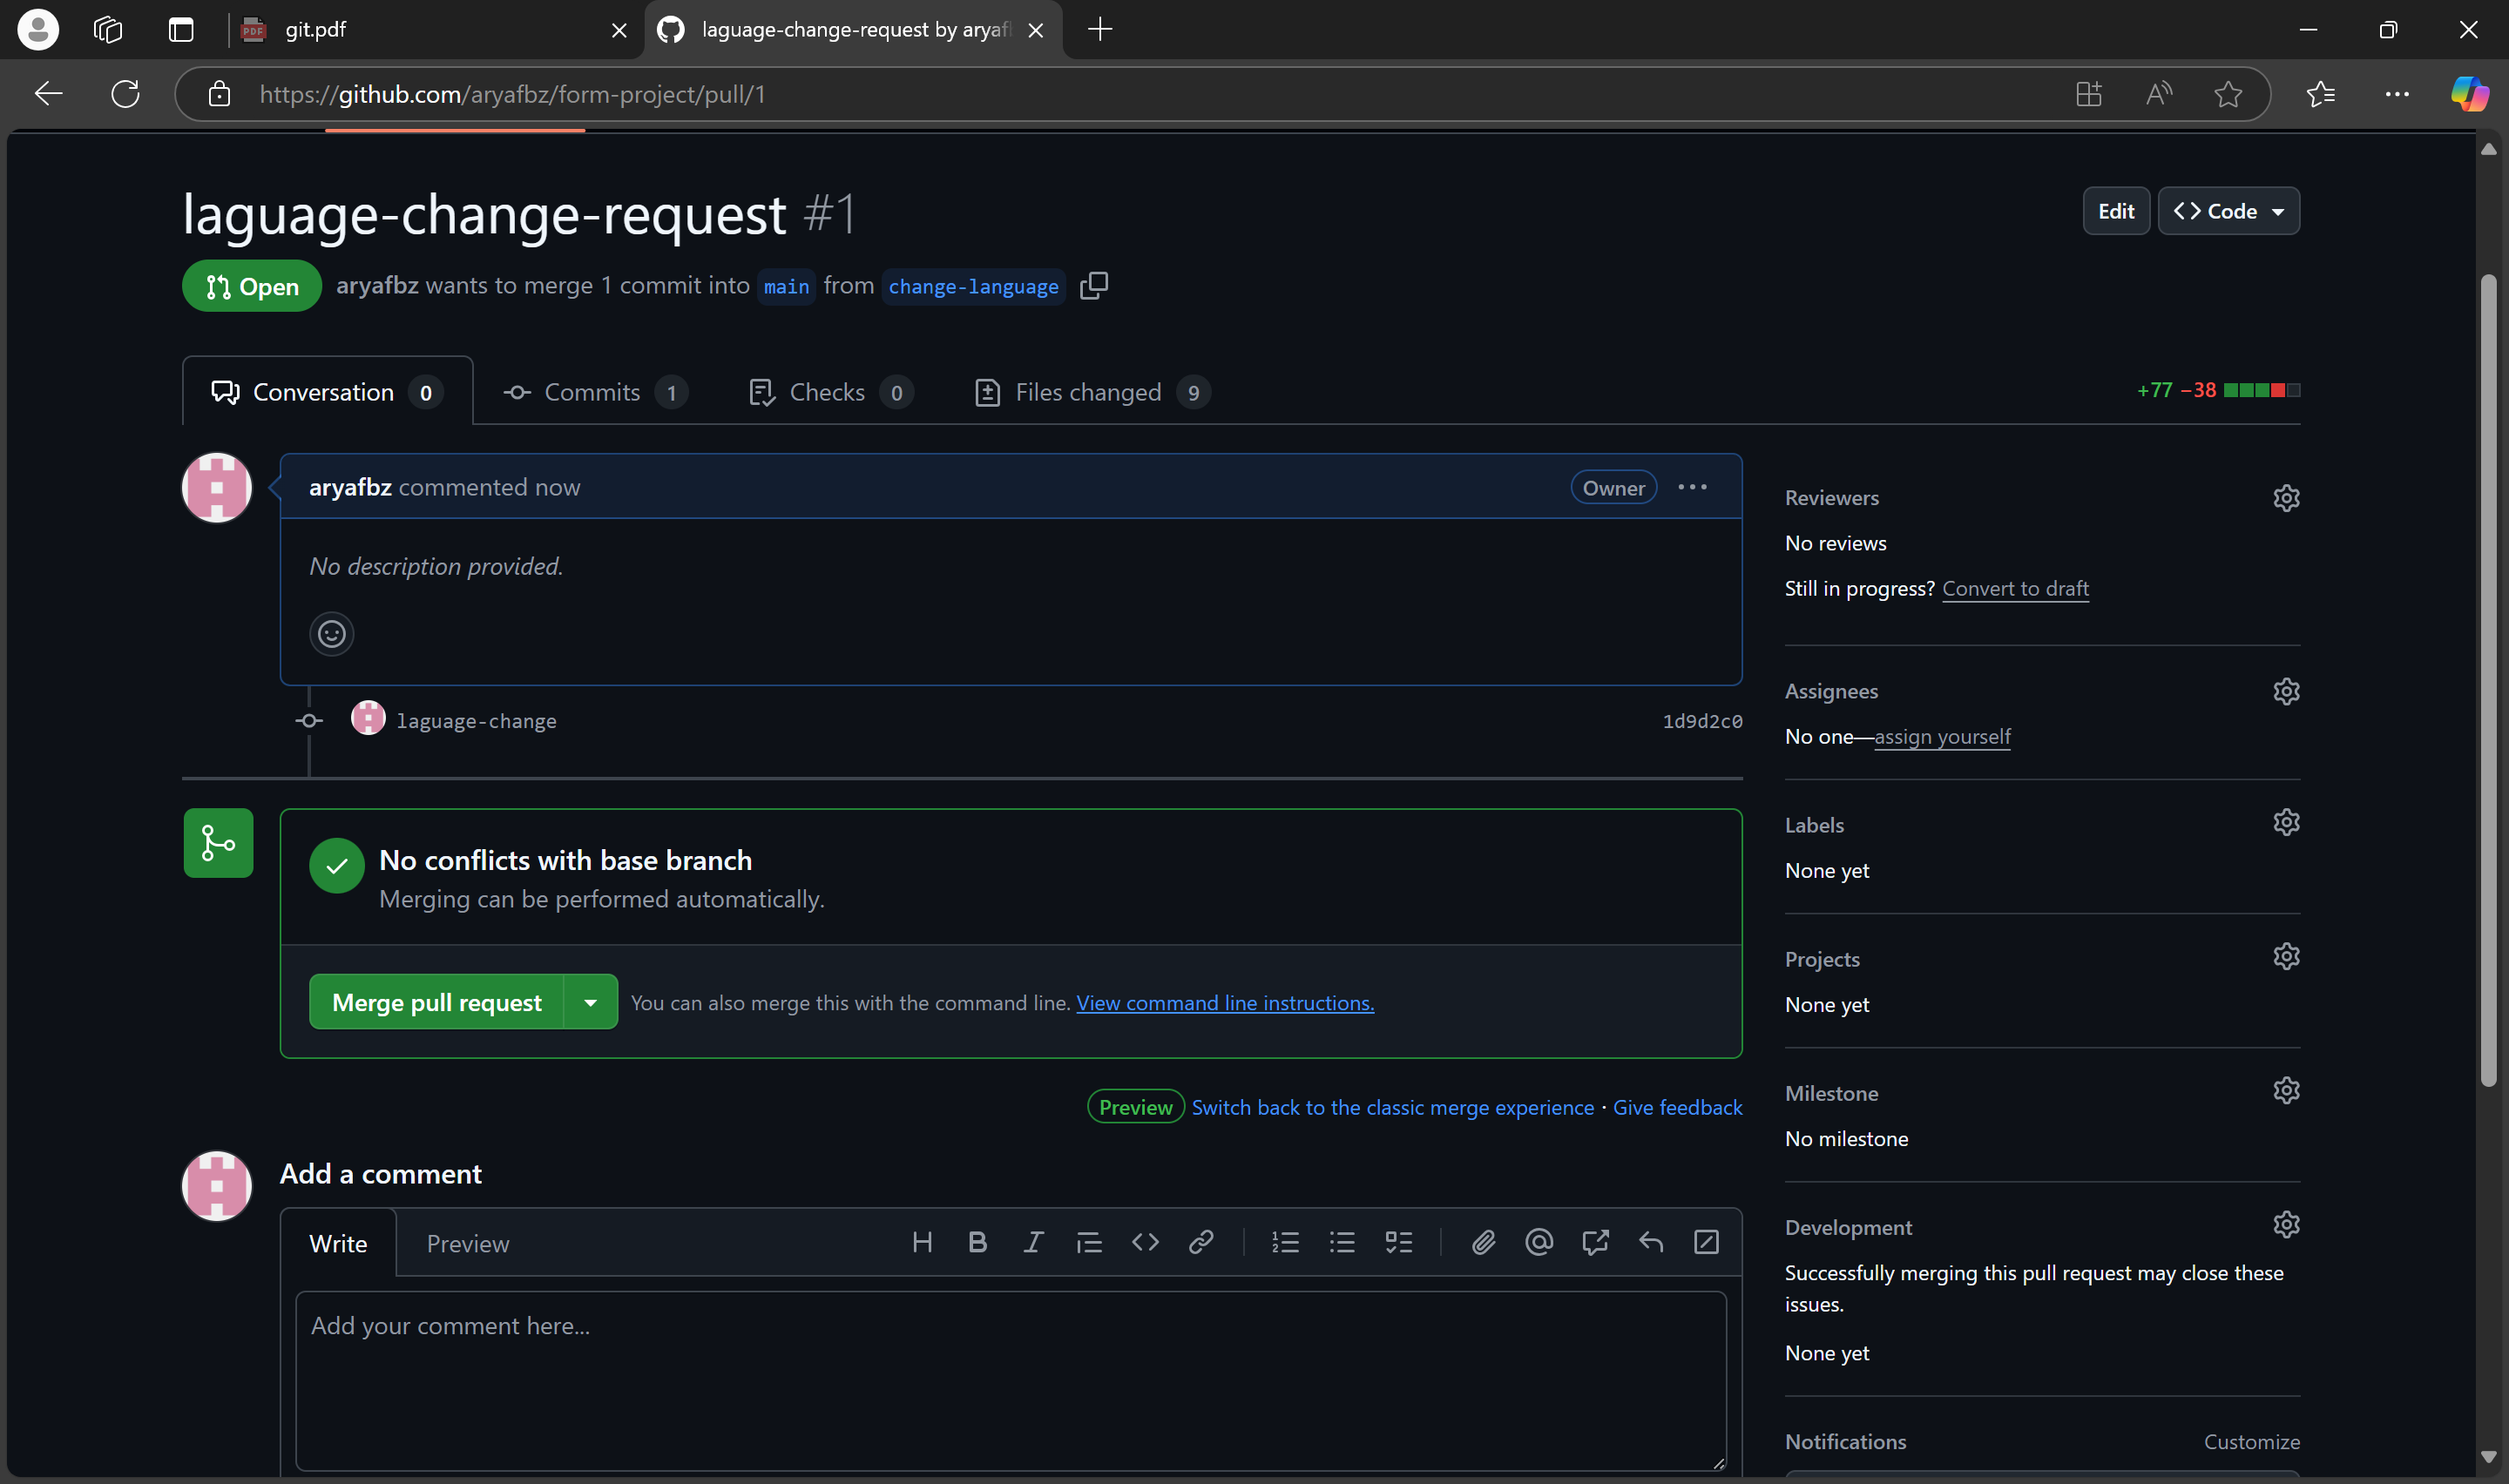 git.pdf
laguage-change-request by aryaf
https://github.com/aryafbz/form-project/pull/1
laguage-change-request #1
Edit
Code
Open
aryafbz wants to merge 1 commit into main from change-language
Conversation 0
Commits 1
Checks 0
Files changed 9
+77 −38
aryafbz commented now
Owner
No description provided.
laguage-change
1d9d2c0
No conflicts with base branch
Merging can be performed automatically.
Merge pull request
You can also merge this with the command line. View command line instructions.
Preview Switch back to the classic merge experience · Give feedback
Add a comment
Write
Preview
Add your comment here...
Reviewers
No reviews
Still in progress? Convert to draft
Assignees
No one—assign yourself
Labels
None yet
Projects
None yet
Milestone
No milestone
Development
Successfully merging this pull request may close these
issues.
None yet
Notifications
Customize